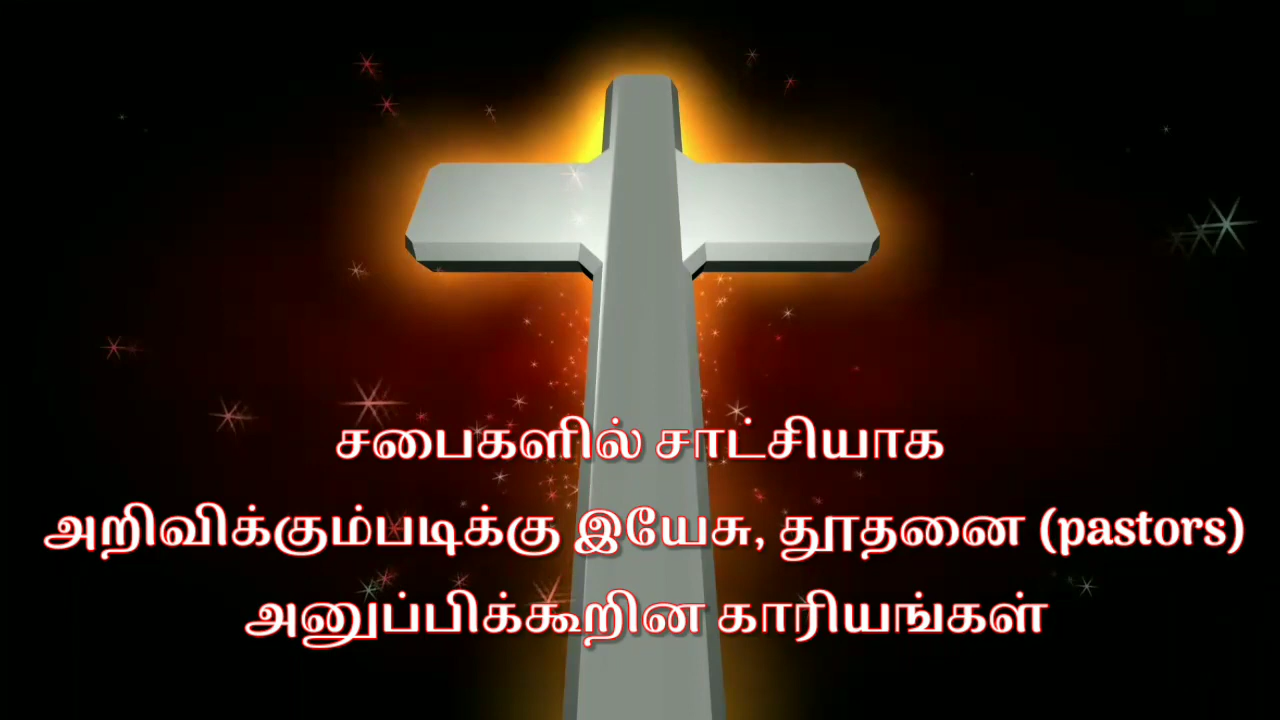 சபைகளில் சாட்சியாக
அறிவிக்கும்படிக்கு இயேசு, தூதனை (pastors)
அனுப்பிக்கூறின காரியங்கள்